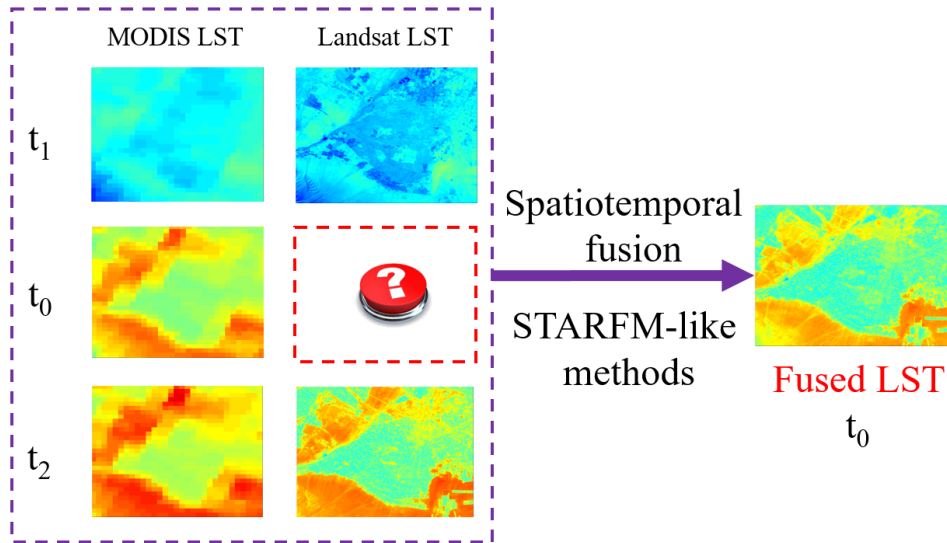 MODIS LST
Landsat LST
t₁
t₀
?
t₂
Spatiotemporal
fusion
STARFM-like
methods
Fused LST
t₀